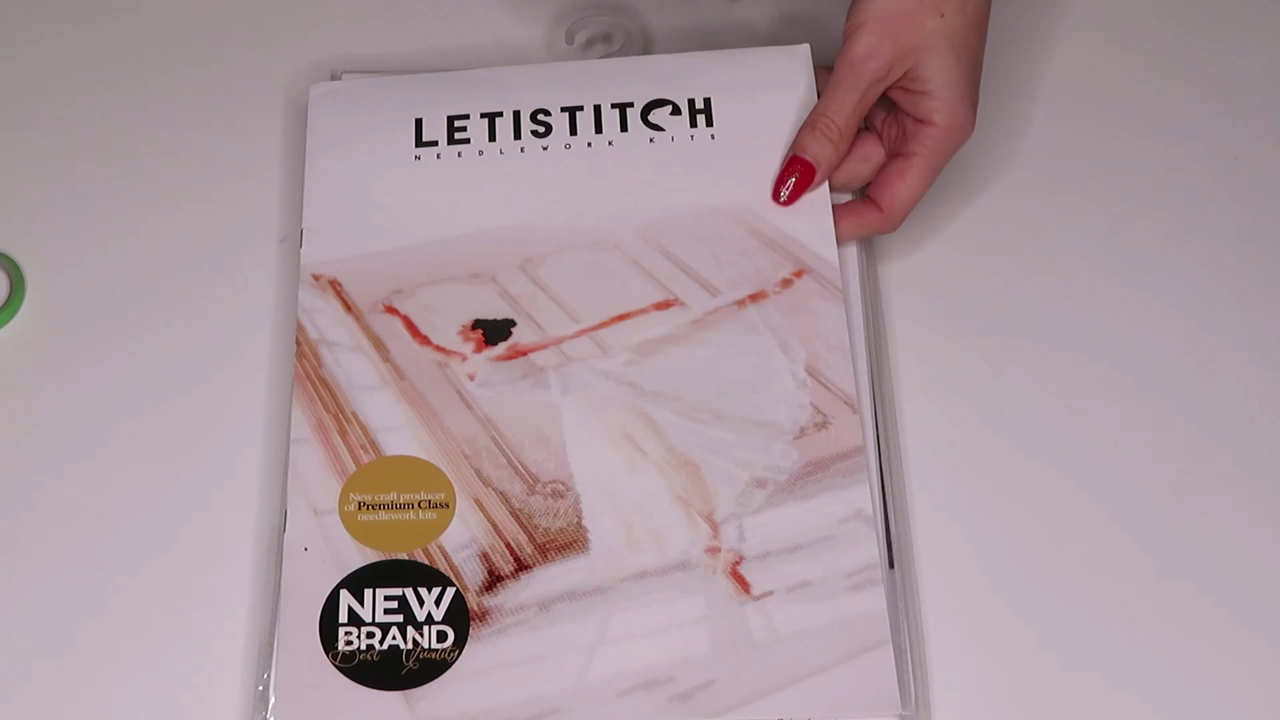 LETISTITCH
NEEDLEWORK KITS
New craft producer
of Premium Class
needlework kits
NEW
BRAND
Best Quality